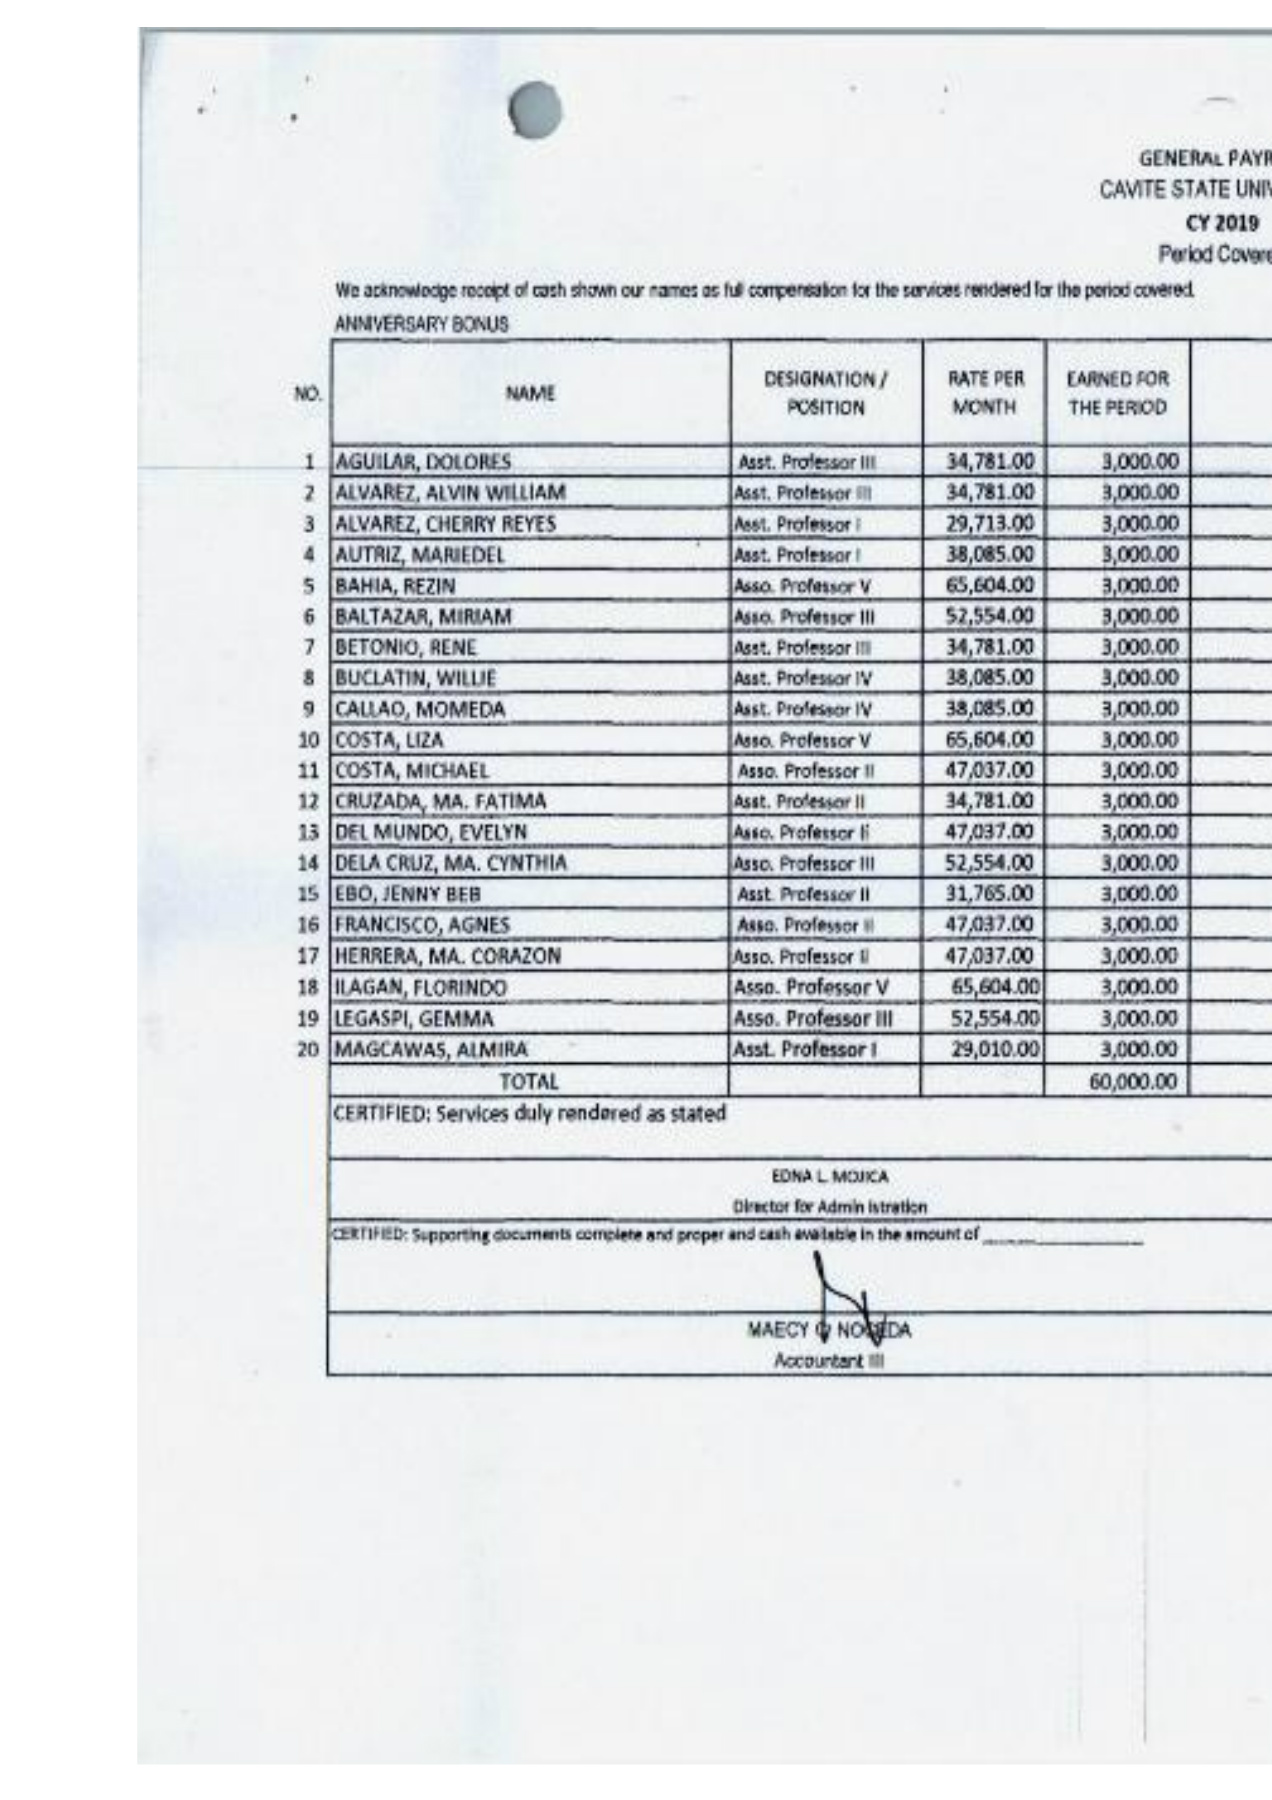 GENERAL PAYR
CAVITE STATE UNIV
CY 2019
Period Covere
We acknowledge receipt of cash shown our names as full compensation for the services rendered for the period covered.
ANNIVERSARY BONUS
NO. NAME DESIGNATION / POSITION RATE PER MONTH EARNED FOR THE PERIOD
1 AGUILAR, DOLORES Asst. Professor III 34,781.00 3,000.00
2 ALVAREZ, ALVIN WILLIAM Asst. Professor III 34,781.00 3,000.00
3 ALVAREZ, CHERRY REYES Asst. Professor I 29,713.00 3,000.00
4 AUTRIZ, MARIEDEL Asst. Professor I 38,085.00 3,000.00
5 BAHIA, REZIN Asso. Professor V 65,604.00 3,000.00
6 BALTAZAR, MIRIAM Asso. Professor III 52,554.00 3,000.00
7 BETONIO, RENE Asst. Professor III 34,781.00 3,000.00
8 BUCLATIN, WILLIE Asst. Professor IV 38,085.00 3,000.00
9 CALLAO, MOMEDA Asst. Professor IV 38,085.00 3,000.00
10 COSTA, LIZA Asso. Professor V 65,604.00 3,000.00
11 COSTA, MICHAEL Asso. Professor II 47,037.00 3,000.00
12 CRUZADA, MA. FATIMA Asst. Professor II 34,781.00 3,000.00
13 DEL MUNDO, EVELYN Asso. Professor II 47,037.00 3,000.00
14 DELA CRUZ, MA. CYNTHIA Asso. Professor III 52,554.00 3,000.00
15 EBO, JENNY BEB Asst. Professor II 31,765.00 3,000.00
16 FRANCISCO, AGNES Asso. Professor II 47,037.00 3,000.00
17 HERRERA, MA. CORAZON Asso. Professor II 47,037.00 3,000.00
18 ILAGAN, FLORINDO Asso. Professor V 65,604.00 3,000.00
19 LEGASPI, GEMMA Asso. Professor III 52,554.00 3,000.00
20 MAGCAWAS, ALMIRA Asst. Professor I 29,010.00 3,000.00
TOTAL 60,000.00
CERTIFIED: Services duly rendered as stated
EDNA L. MOJICA
Director for Admin istration
CERTIFIED: Supporting documents complete and proper and cash available in the amount of
MAECY
Accountant III